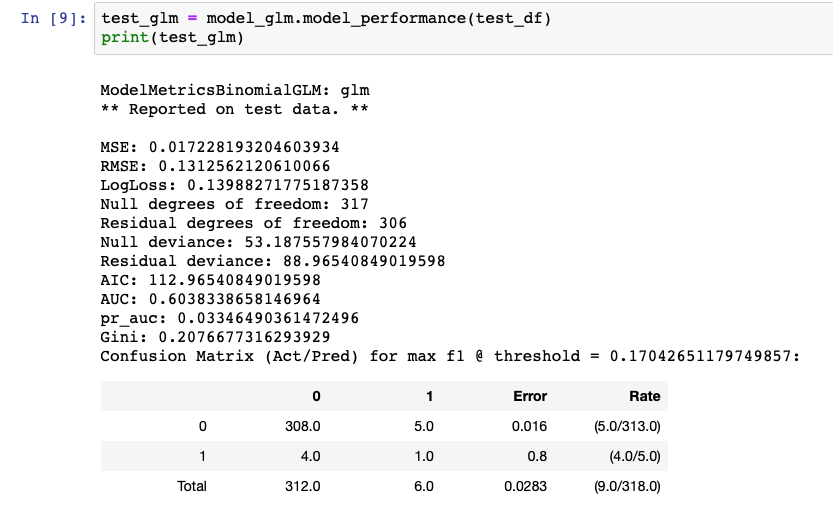 In [9]: test_glm = model_glm.model_performance(test_df)
print(test_glm)
ModelMetricsBinomialGLM: glm
** Reported on test data. **
MSE: 0.017228193204603934
RMSE: 0.1312562120610066
LogLoss: 0.13988271775187358
Null degrees of freedom: 317
Residual degrees of freedom: 306
Null deviance: 53.187557984070224
Residual deviance: 88.96540849019598
AIC: 112.96540849019598
AUC: 0.6038338658146964
pr_auc: 0.03346490361472496
Gini: 0.2076677316293929
Confusion Matrix (Act/Pred) for max f1 @ threshold = 0.17042651179749857:
0 1 Error Rate
0 308.0 5.0 0.016 (5.0/313.0)
1 4.0 1.0 0.8 (4.0/5.0)
Total 312.0 6.0 0.0283 (9.0/318.0)